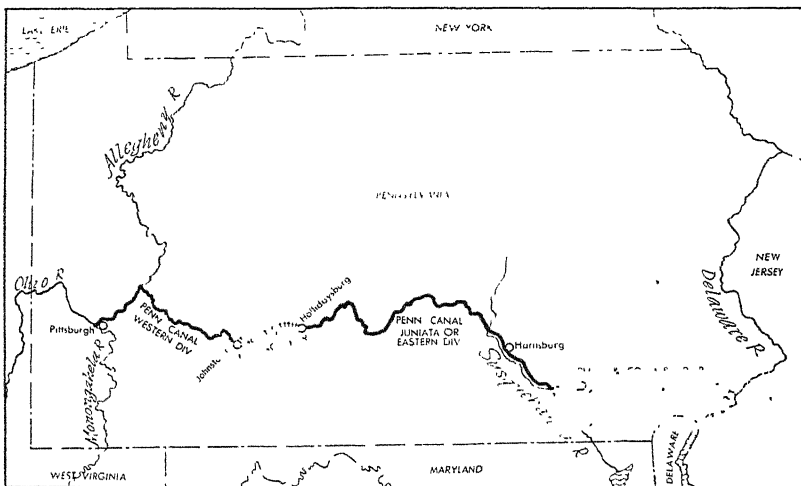 LAKE ERIE
NEW YORK
Allegheny R
PENNSYLVANIA
NEW
JERSEY
Ohio R
Delaware R
Hollidaysburg
Pittsburgh
PENN CANAL
WESTERN DIV
PENN CANAL
JUNIATA OR
EASTERN DIV
Harrisburg
Monongahela R
WEST VIRGINIA
MARYLAND
DELAWARE